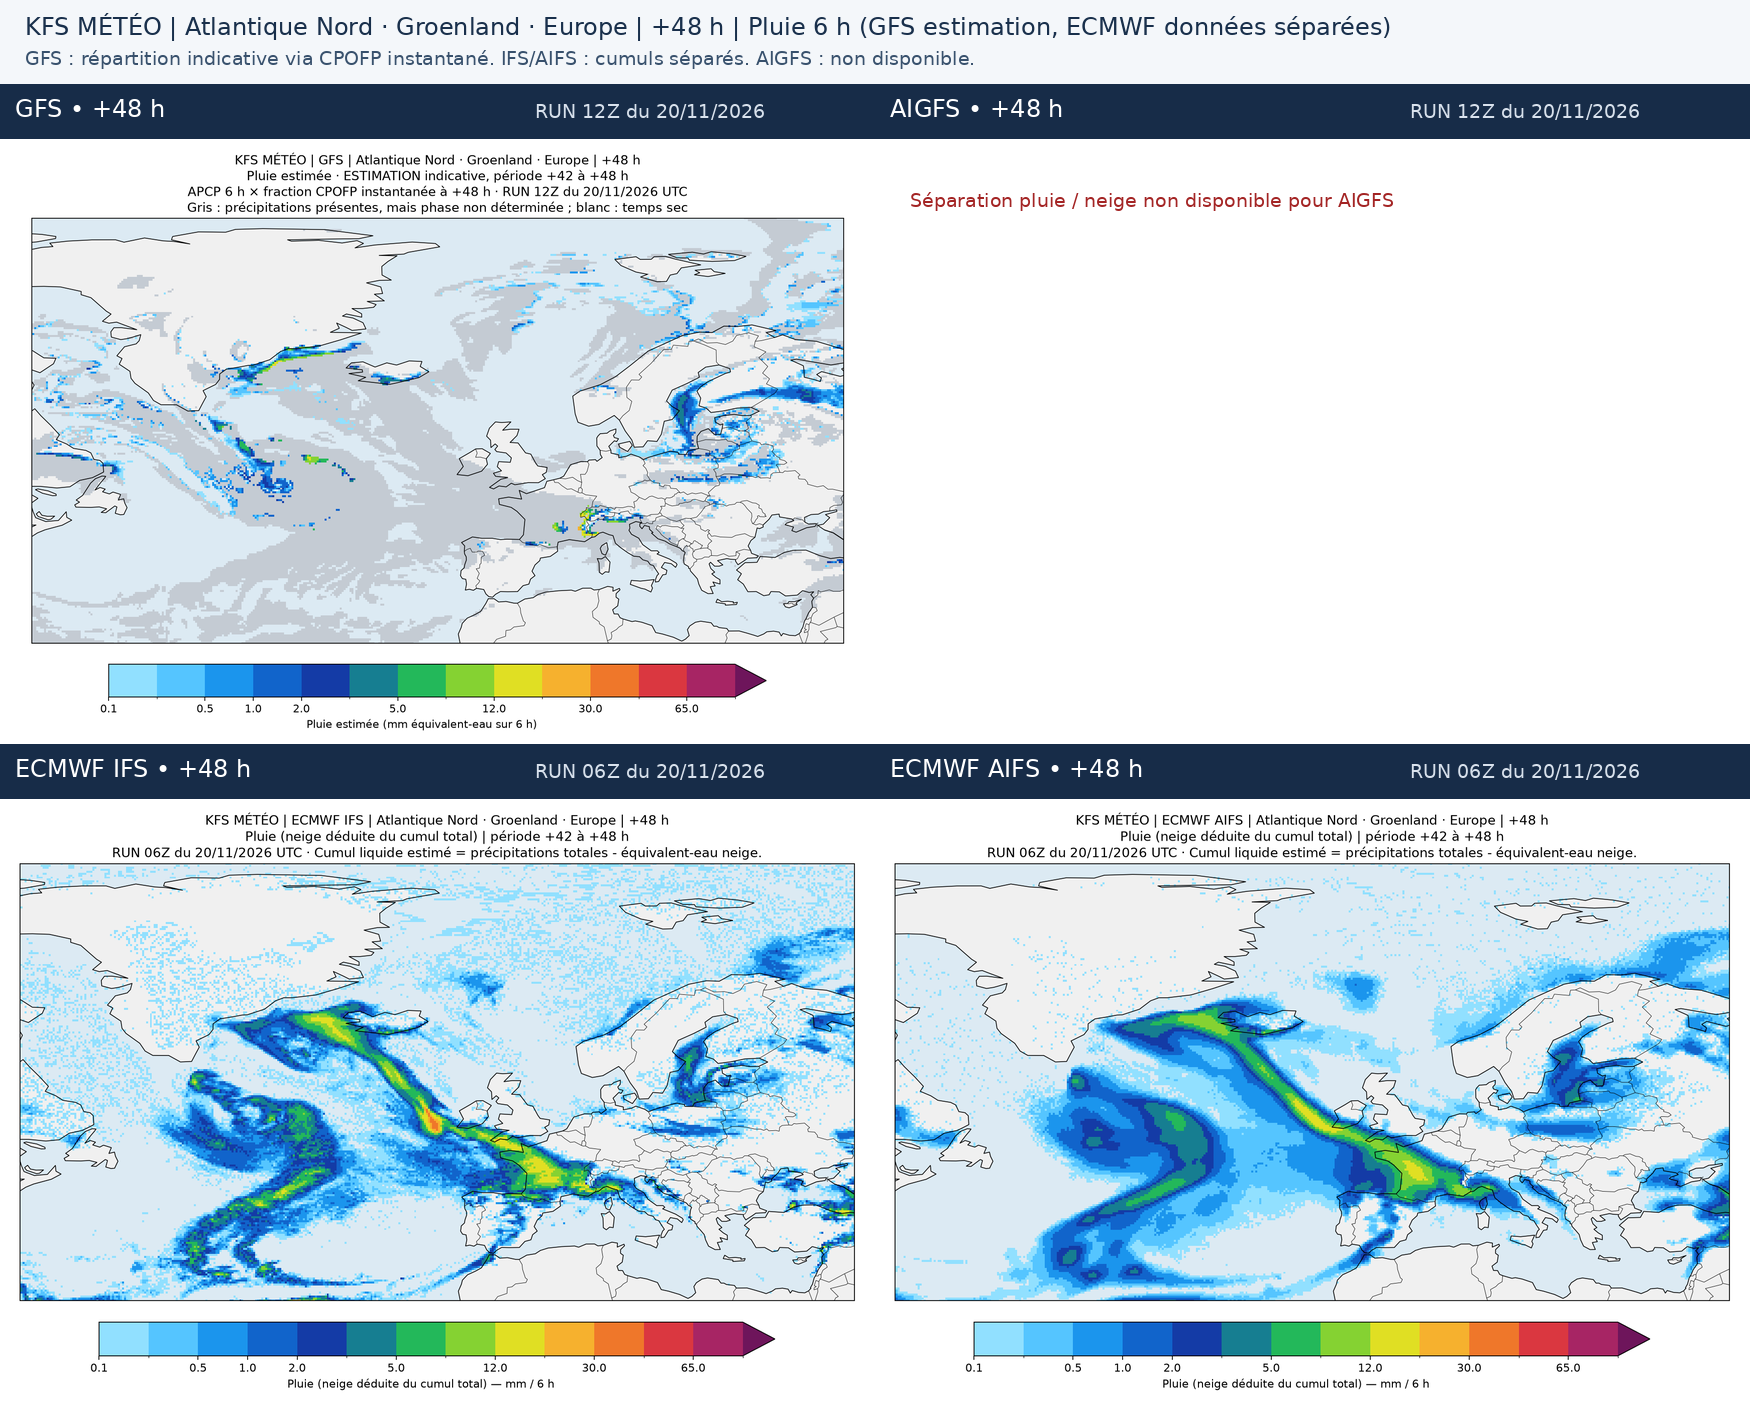 KFS MÉTÉO | Atlantique Nord · Groenland · Europe | +48 h | Pluie 6 h (GFS estimation, ECMWF données séparées)
GFS : répartition indicative via CPOFP instantané. IFS/AIFS : cumuls séparés. AIGFS : non disponible.
GFS • +48 h
RUN 12Z du 20/11/2026
AIGFS • +48 h
RUN 12Z du 20/11/2026
KFS MÉTÉO | GFS | Atlantique Nord · Groenland · Europe | +48 h
Pluie estimée · ESTIMATION indicative, période +42 à +48 h
APCP 6 h × fraction CPOFP instantanée à +48 h · RUN 12Z du 20/11/2026 UTC
Gris : précipitations présentes, mais phase non déterminée ; blanc : temps sec
Séparation pluie / neige non disponible pour AIGFS
0.1 0.5 1.0 2.0 5.0 12.0 30.0 65.0
Pluie estimée (mm équivalent-eau sur 6 h)
ECMWF IFS • +48 h
RUN 06Z du 20/11/2026
ECMWF AIFS • +48 h
RUN 06Z du 20/11/2026
KFS MÉTÉO | ECMWF IFS | Atlantique Nord · Groenland · Europe | +48 h
Pluie (neige déduite du cumul total) | période +42 à +48 h
RUN 06Z du 20/11/2026 UTC · Cumul liquide estimé = précipitations totales - équivalent-eau neige.
0.1 0.5 1.0 2.0 5.0 12.0 30.0 65.0
Pluie (neige déduite du cumul total) — mm / 6 h
KFS MÉTÉO | ECMWF AIFS | Atlantique Nord · Groenland · Europe | +48 h
Pluie (neige déduite du cumul total) | période +42 à +48 h
RUN 06Z du 20/11/2026 UTC · Cumul liquide estimé = précipitations totales - équivalent-eau neige.
0.1 0.5 1.0 2.0 5.0 12.0 30.0 65.0
Pluie (neige déduite du cumul total) — mm / 6 h